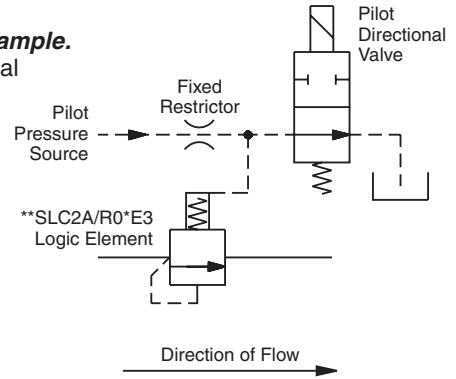 ample.
al
Pilot
Directional
Valve
Fixed
Restrictor
Pilot
Pressure
Source
**SLC2A/R0*E3
Logic Element
Direction of Flow